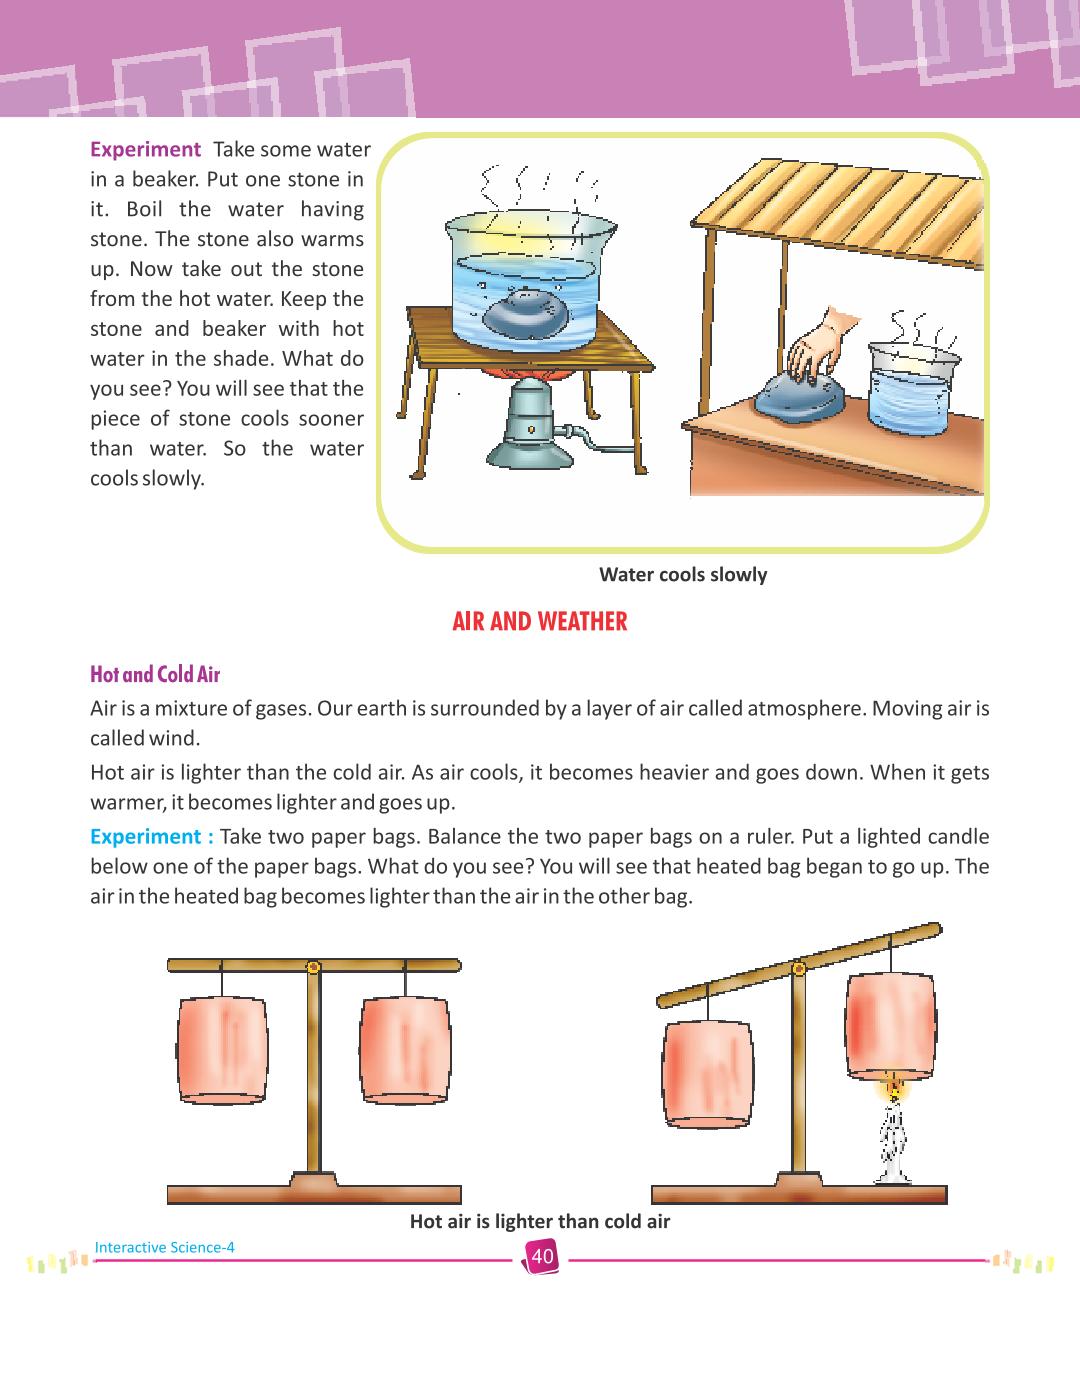 Experiment Take some water
in a beaker. Put one stone in
it. Boil the water having
stone. The stone also warms
up. Now take out the stone
from the hot water. Keep the
stone and beaker with hot
water in the shade. What do
you see? You will see that the
piece of stone cools sooner
than water. So the water
cools slowly.
Water cools slowly
AIR AND WEATHER
Hot and Cold Air
Air is a mixture of gases. Our earth is surrounded by a layer of air called atmosphere. Moving air is
called wind.
Hot air is lighter than the cold air. As air cools, it becomes heavier and goes down. When it gets
warmer, it becomes lighter and goes up.
Experiment : Take two paper bags. Balance the two paper bags on a ruler. Put a lighted candle
below one of the paper bags. What do you see? You will see that heated bag began to go up. The
air in the heated bag becomes lighter than the air in the other bag.
Hot air is lighter than cold air
Interactive Science-4
40